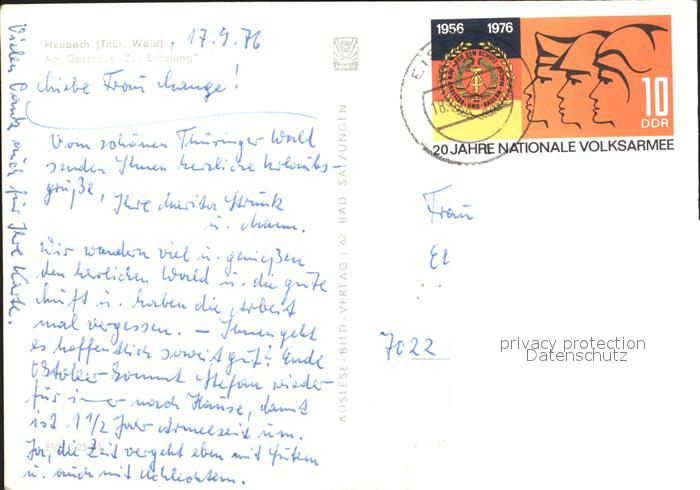 Heubach (Thür. Wald)
Am Gasthaus "Zur Erholung"
17.9.76
Liebe Frau Lange!
Vom schönen Thüringer Wald
senden Ihnen herzliche Urlaubs-
grüße, Ihre Marita Strunk
u. Mann.
Wir wandern viel u. genießen
den herrlichen Wald u. die gute
Luft u. haben die Arbeit
mal vergessen. – Ihnen geht
es hoffentlich soweit gut? Ende
Oktober kommt Stefan wieder
für immer nach Hause, damit
ist 1 1/2 Jahr Armeezeit um.
Ja, die Zeit vergeht eben mit Gutem
u. auch mit Schlechtem.
Vielen Dank auch für Ihre Karte.
AUSLESE-BILD-VERLAG / 62 BAD SALZUNGEN
1956 1976
10
DDR
20 JAHRE NATIONALE VOLKSARMEE
Frau
El
7022
privacy protection
Datenschutz